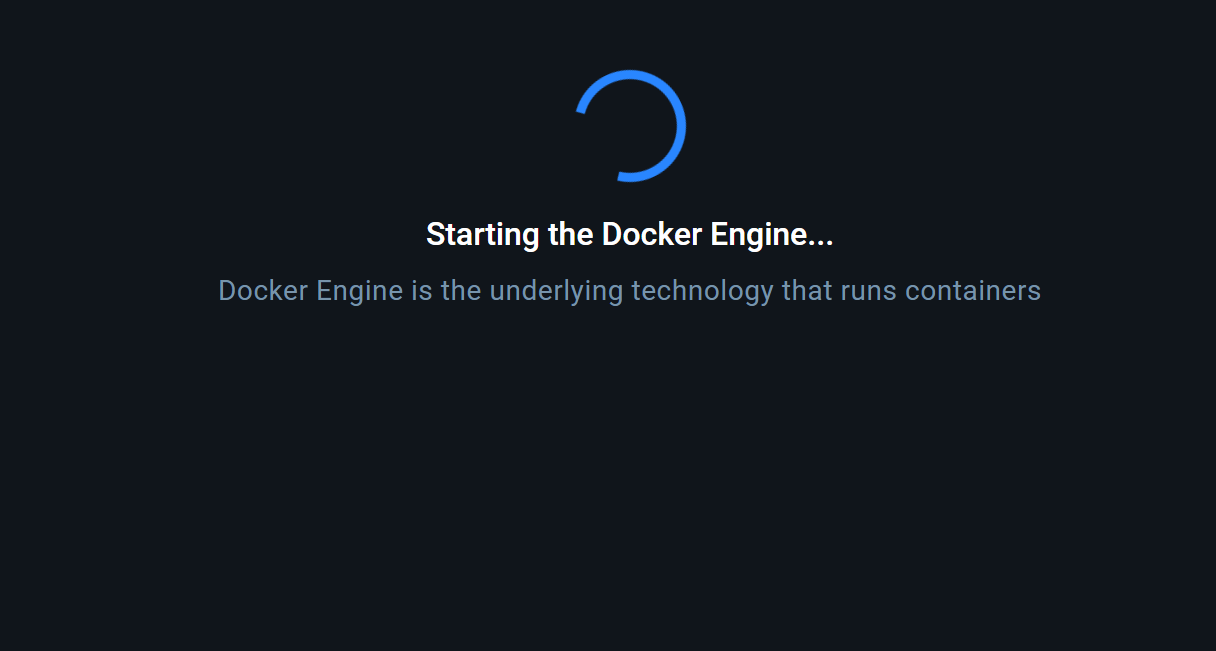 Starting the Docker Engine...
Docker Engine is the underlying technology that runs containers